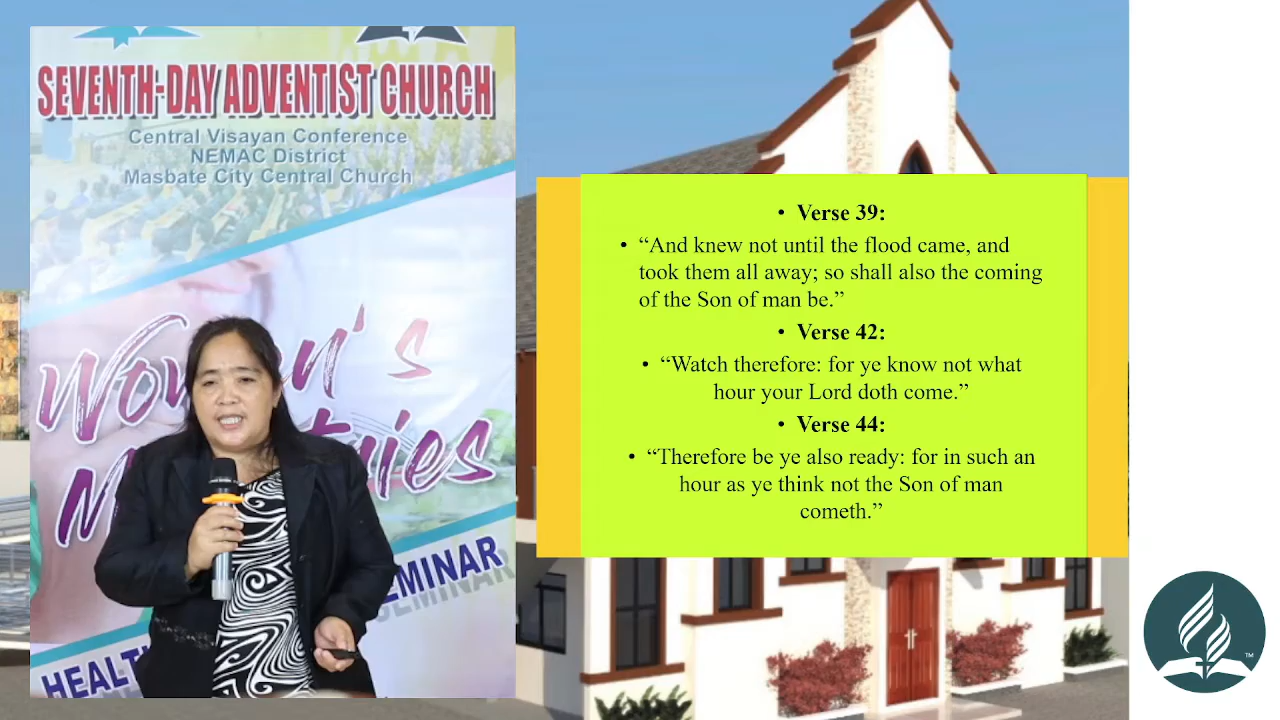 SEVENTH-DAY ADVENTIST CHURCH
Central Visayan Conference
NEMAC District
Masbate City Central Church
Women's
Ministries
HEALTH
SEMINAR
• Verse 39:
• “And knew not until the flood came, and
took them all away; so shall also the coming
of the Son of man be.”
• Verse 42:
• “Watch therefore: for ye know not what
hour your Lord doth come.”
• Verse 44:
• “Therefore be ye also ready: for in such an
hour as ye think not the Son of man
cometh.”
TM